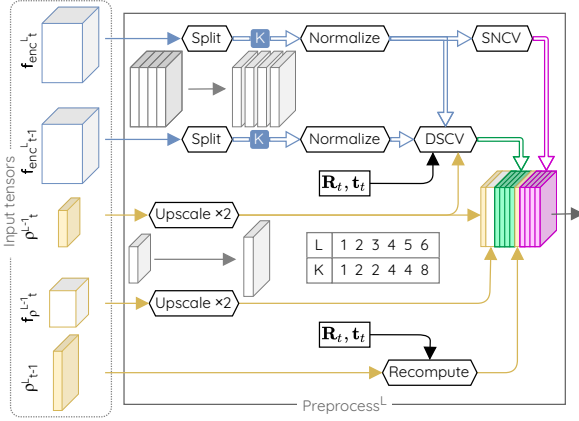 Input tensors
f_enc^L t
Split
K
Normalize
SNCV
f_enc^L t-1
Split
K
Normalize
DSCV
R_t, t_t
ρ^L-1 t
Upscale ×2
L 1 2 3 4 5 6
K 1 2 2 4 4 8
f_ρ^L-1 t
Upscale ×2
R_t, t_t
ρ^L t-1
Recompute
Preprocess^L